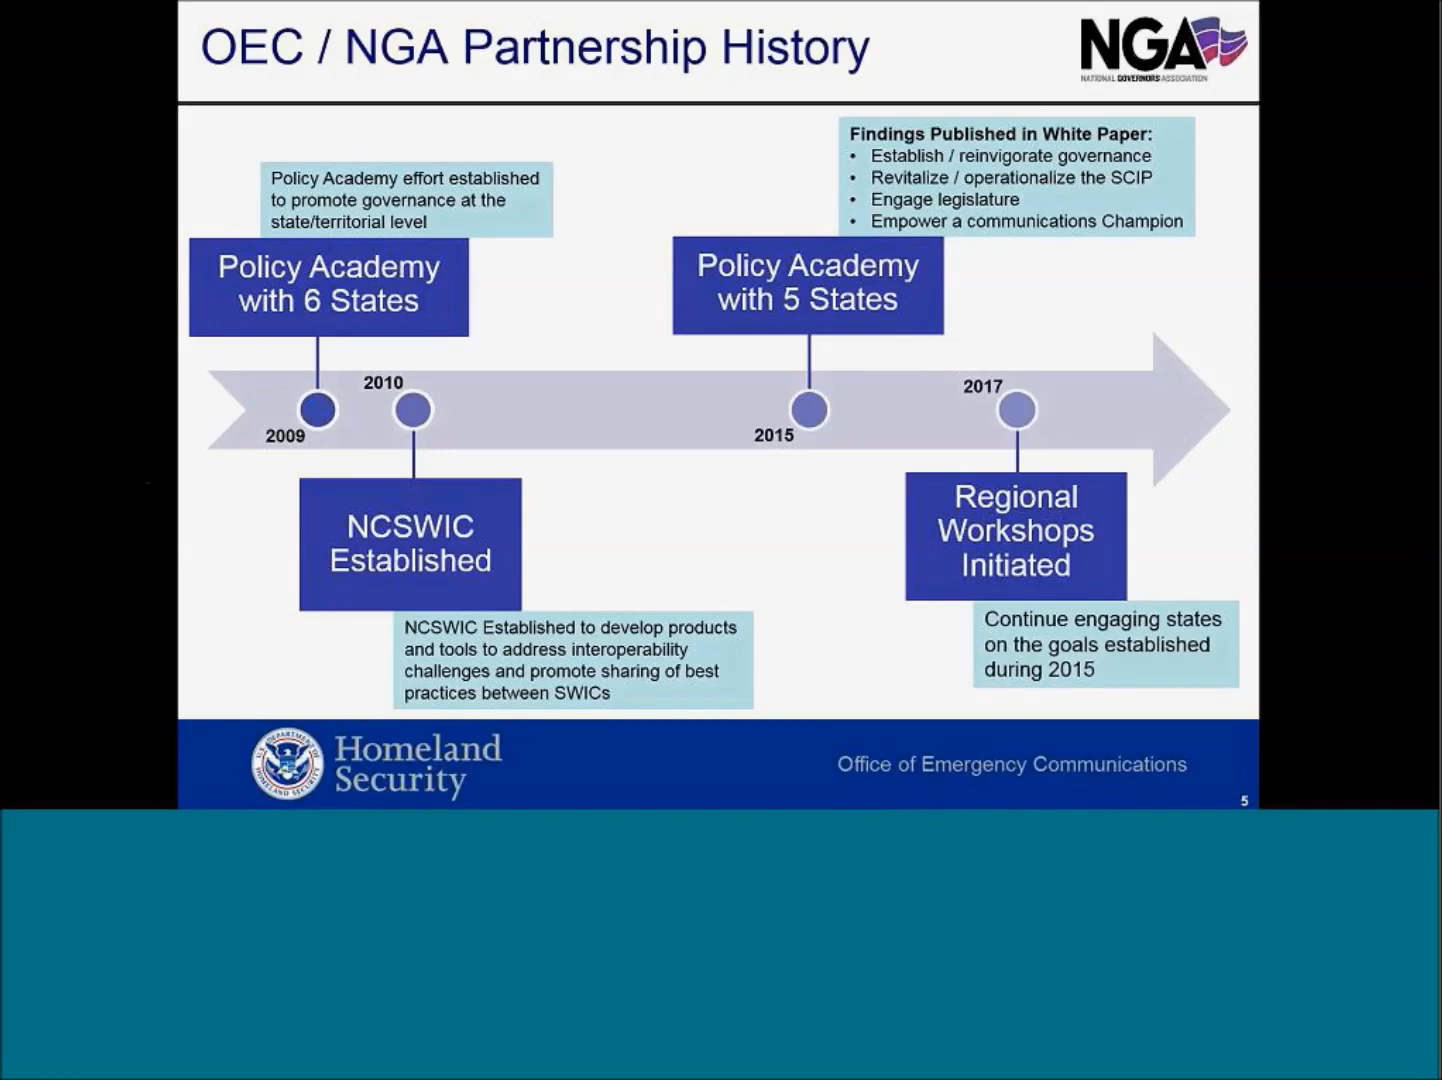 OEC / NGA Partnership History
NGA
NATIONAL GOVERNORS ASSOCIATION
Findings Published in White Paper:
• Establish / reinvigorate governance
• Revitalize / operationalize the SCIP
• Engage legislature
• Empower a communications Champion
Policy Academy effort established
to promote governance at the
state/territorial level
Policy Academy
with 6 States
Policy Academy
with 5 States
2010
2017
2009
2015
NCSWIC
Established
Regional
Workshops
Initiated
NCSWIC Established to develop products
and tools to address interoperability
challenges and promote sharing of best
practices between SWICs
Continue engaging states
on the goals established
during 2015
U.S. DEPARTMENT OF
HOMELAND SECURITY
Homeland
Security
Office of Emergency Communications
5